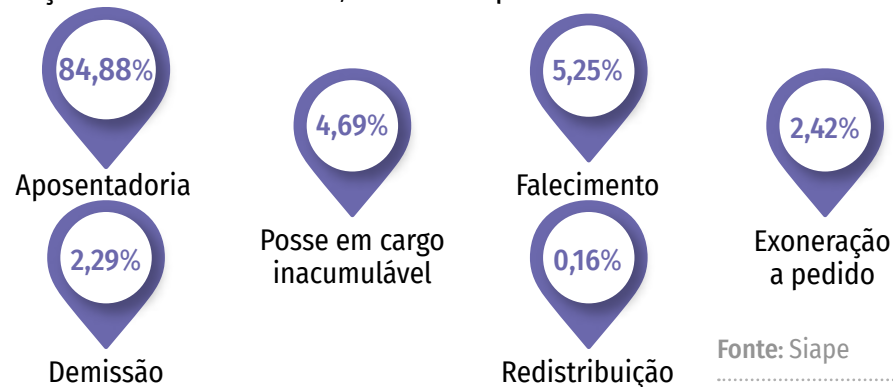 84,88%
Aposentadoria
4,69%
Posse em cargo
inacumulável
5,25%
Falecimento
2,42%
Exoneração
a pedido
2,29%
Demissão
0,16%
Redistribuição
Fonte: Siape